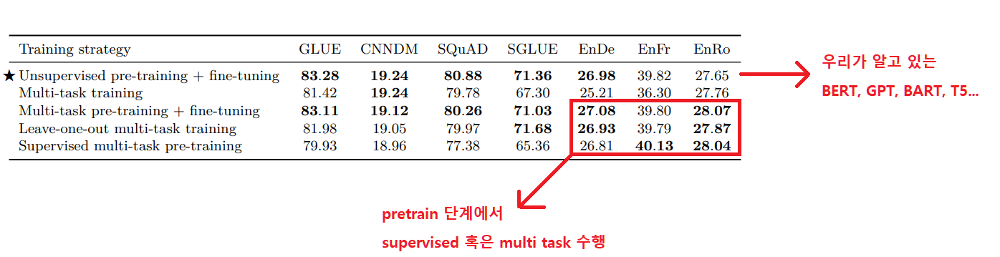 Training strategy GLUE CNNDM SQuAD SGLUE EnDe EnFr EnRo
★ Unsupervised pre-training + fine-tuning 83.28 19.24 80.88 71.36 26.98 39.82 27.65
Multi-task training 81.42 19.24 79.78 67.30 25.21 36.30 27.76
Multi-task pre-training + fine-tuning 83.11 19.12 80.26 71.03 27.08 39.80 28.07
Leave-one-out multi-task training 81.98 19.05 79.97 71.68 26.93 39.79 27.87
Supervised multi-task pre-training 79.93 18.96 77.38 65.36 26.81 40.13 28.04
우리가 알고 있는
BERT, GPT, BART, T5...
pretrain 단계에서
supervised 혹은 multi task 수행